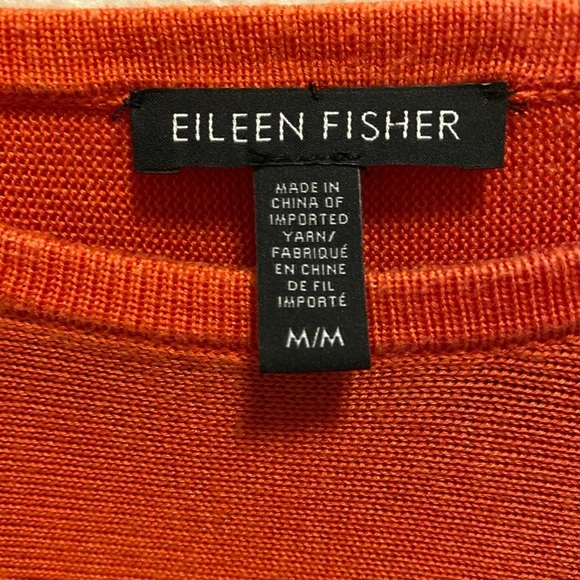 EILEEN FISHER
MADE IN
CHINA OF
IMPORTED
YARN/
FABRIQUÉ
EN CHINE
DE FIL
IMPORTÉ
M/M